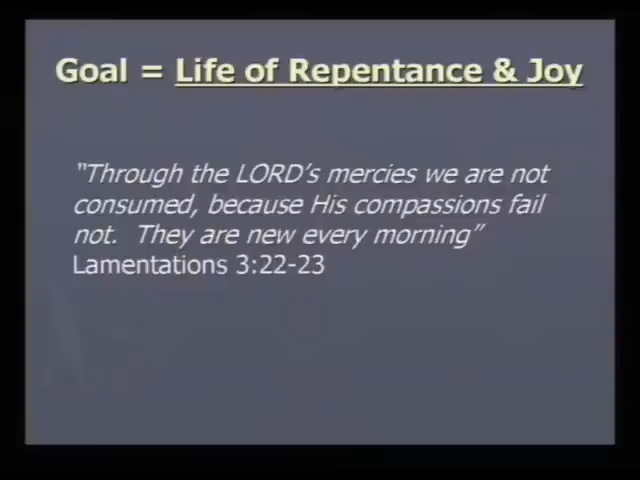 Goal = Life of Repentance & Joy
"Through the LORD's mercies we are not
consumed, because His compassions fail
not.  They are new every morning"
Lamentations 3:22-23